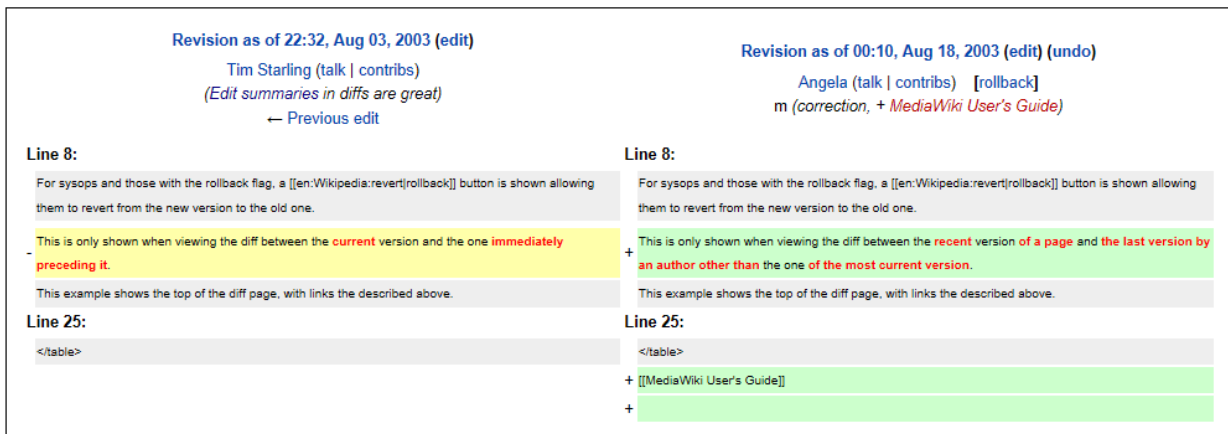 Revision as of 22:32, Aug 03, 2003 (edit)
Tim Starling (talk | contribs)
(Edit summaries in diffs are great)
← Previous edit
Revision as of 00:10, Aug 18, 2003 (edit) (undo)
Angela (talk | contribs) [rollback]
m (correction, + MediaWiki User's Guide)
Line 8:
For sysops and those with the rollback flag, a [[en:Wikipedia:revert|rollback]] button is shown allowing
them to revert from the new version to the old one.
- This is only shown when viewing the diff between the current version and the one immediately
preceding it.
This example shows the top of the diff page, with links the described above.
Line 25:
</table>
Line 8:
For sysops and those with the rollback flag, a [[en:Wikipedia:revert|rollback]] button is shown allowing
them to revert from the new version to the old one.
+ This is only shown when viewing the diff between the recent version of a page and the last version by
an author other than the one of the most current version.
This example shows the top of the diff page, with links the described above.
Line 25:
</table>
+ [[MediaWiki User's Guide]]
+